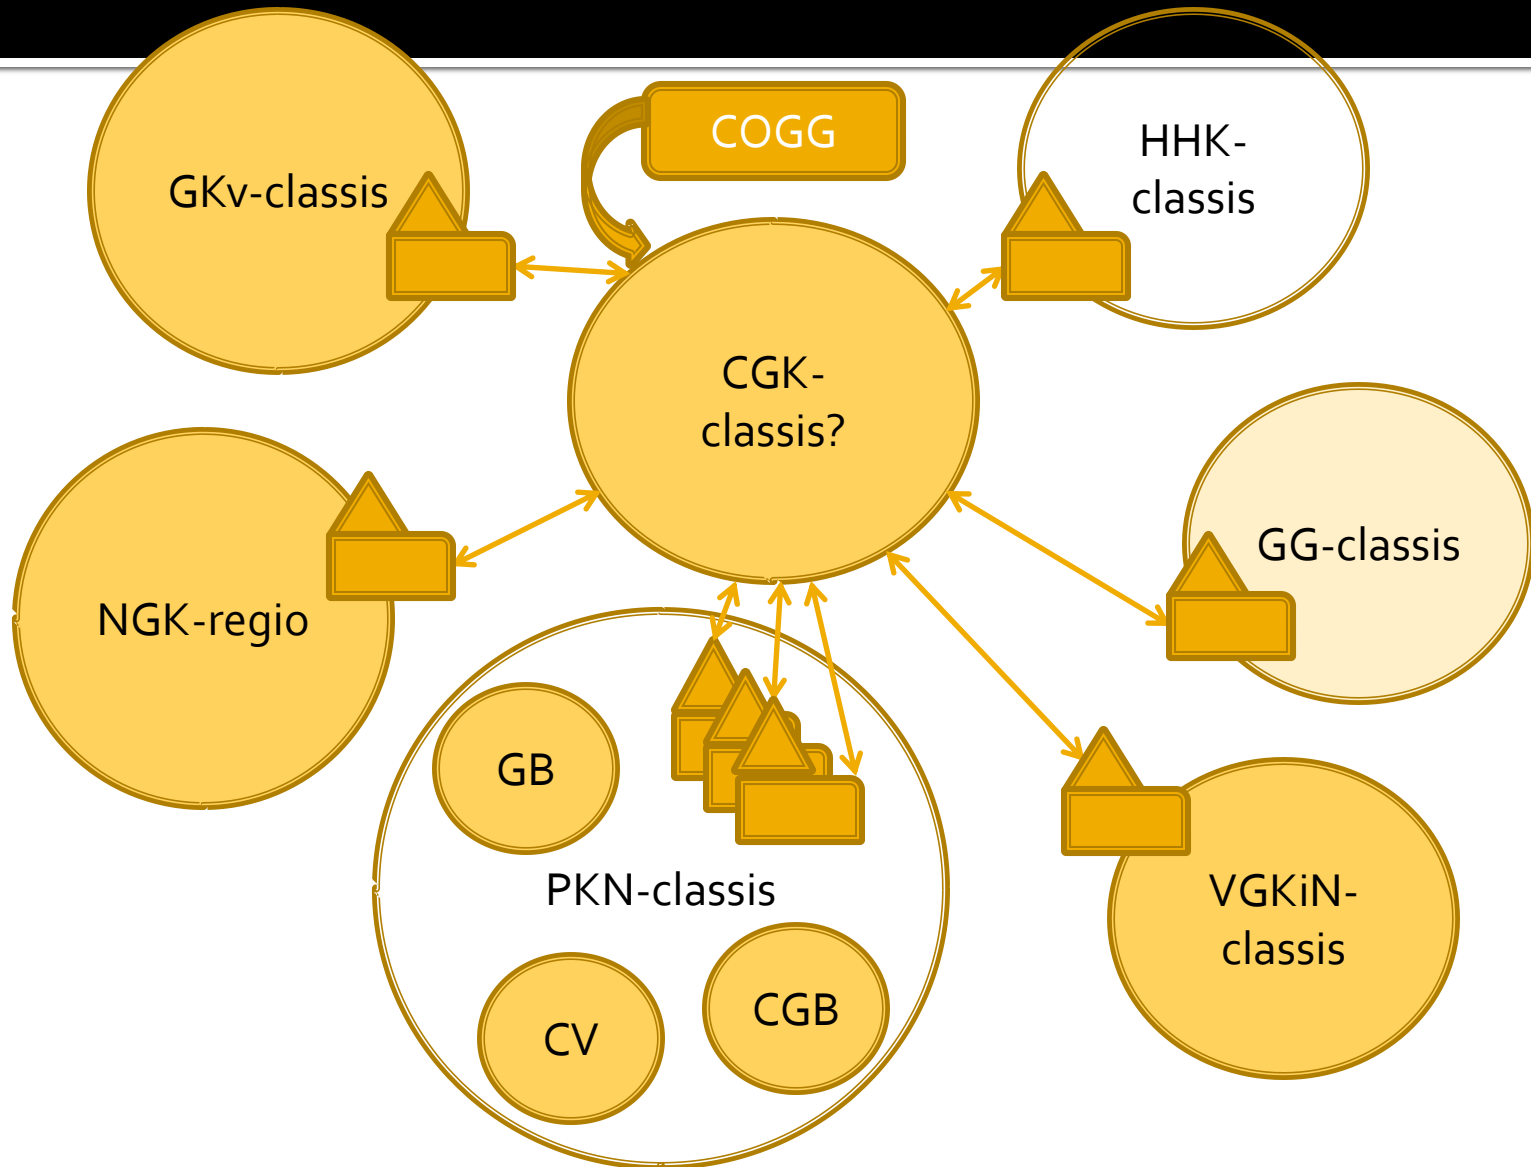 COGG
GKv-classis
HHK-
classis
CGK-
classis?
GG-classis
NGK-regio
GB
PKN-classis
VGKiN-
classis
CGB
CV